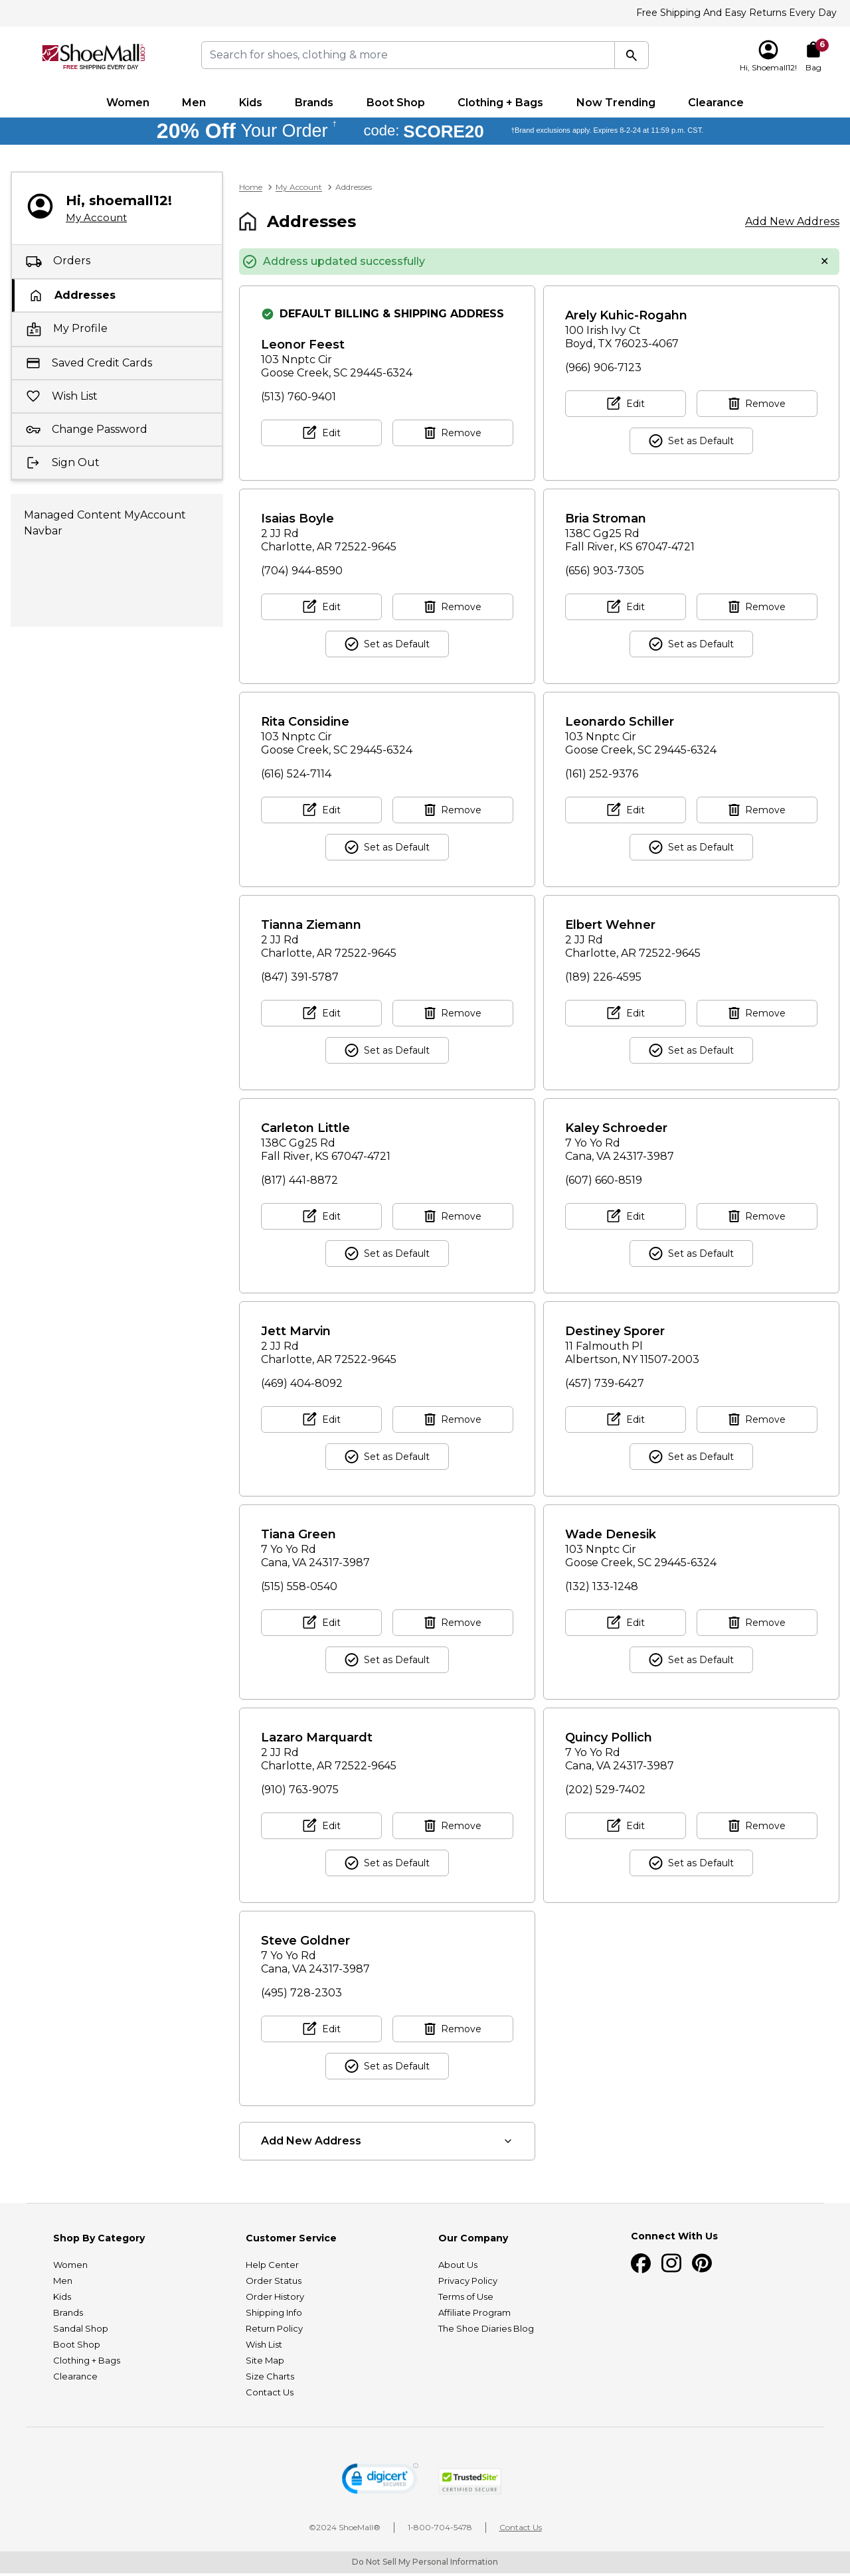 Free Shipping And Easy Returns Every Day
ShoeMall.com
FREE SHIPPING EVERY DAY
Search for shoes, clothing & more
Hi, Shoemall12!
6
Bag
Women Men Kids Brands Boot Shop Clothing + Bags Now Trending Clearance
20% Off Your Order † code: SCORE20 †Brand exclusions apply. Expires 8-2-24 at 11:59 p.m. CST.
Hi, shoemall12!
My Account
Orders
Addresses
My Profile
Saved Credit Cards
Wish List
Change Password
Sign Out
Managed Content MyAccount
Navbar
Home > My Account > Addresses
Addresses
Add New Address
Address updated successfully
DEFAULT BILLING & SHIPPING ADDRESS
Leonor Feest
103 Nnptc Cir
Goose Creek, SC 29445-6324
(513) 760-9401
Edit Remove
Arely Kuhic-Rogahn
100 Irish Ivy Ct
Boyd, TX 76023-4067
(966) 906-7123
Edit Remove
Set as Default
Isaias Boyle
2 JJ Rd
Charlotte, AR 72522-9645
(704) 944-8590
Edit Remove
Set as Default
Bria Stroman
138C Gg25 Rd
Fall River, KS 67047-4721
(656) 903-7305
Edit Remove
Set as Default
Rita Considine
103 Nnptc Cir
Goose Creek, SC 29445-6324
(616) 524-7114
Edit Remove
Set as Default
Leonardo Schiller
103 Nnptc Cir
Goose Creek, SC 29445-6324
(161) 252-9376
Edit Remove
Set as Default
Tianna Ziemann
2 JJ Rd
Charlotte, AR 72522-9645
(847) 391-5787
Edit Remove
Set as Default
Elbert Wehner
2 JJ Rd
Charlotte, AR 72522-9645
(189) 226-4595
Edit Remove
Set as Default
Carleton Little
138C Gg25 Rd
Fall River, KS 67047-4721
(817) 441-8872
Edit Remove
Set as Default
Kaley Schroeder
7 Yo Yo Rd
Cana, VA 24317-3987
(607) 660-8519
Edit Remove
Set as Default
Jett Marvin
2 JJ Rd
Charlotte, AR 72522-9645
(469) 404-8092
Edit Remove
Set as Default
Destiney Sporer
11 Falmouth Pl
Albertson, NY 11507-2003
(457) 739-6427
Edit Remove
Set as Default
Tiana Green
7 Yo Yo Rd
Cana, VA 24317-3987
(515) 558-0540
Edit Remove
Set as Default
Wade Denesik
103 Nnptc Cir
Goose Creek, SC 29445-6324
(132) 133-1248
Edit Remove
Set as Default
Lazaro Marquardt
2 JJ Rd
Charlotte, AR 72522-9645
(910) 763-9075
Edit Remove
Set as Default
Quincy Pollich
7 Yo Yo Rd
Cana, VA 24317-3987
(202) 529-7402
Edit Remove
Set as Default
Steve Goldner
7 Yo Yo Rd
Cana, VA 24317-3987
(495) 728-2303
Edit Remove
Set as Default
Add New Address
Shop By Category
Women
Men
Kids
Brands
Sandal Shop
Boot Shop
Clothing + Bags
Clearance
Customer Service
Help Center
Order Status
Order History
Shipping Info
Return Policy
Wish List
Site Map
Size Charts
Contact Us
Our Company
About Us
Privacy Policy
Terms of Use
Affiliate Program
The Shoe Diaries Blog
Connect With Us
digicert
SECURED
TrustedSite
CERTIFIED SECURE
©2024 ShoeMall® 1-800-704-5478 Contact Us
Do Not Sell My Personal Information